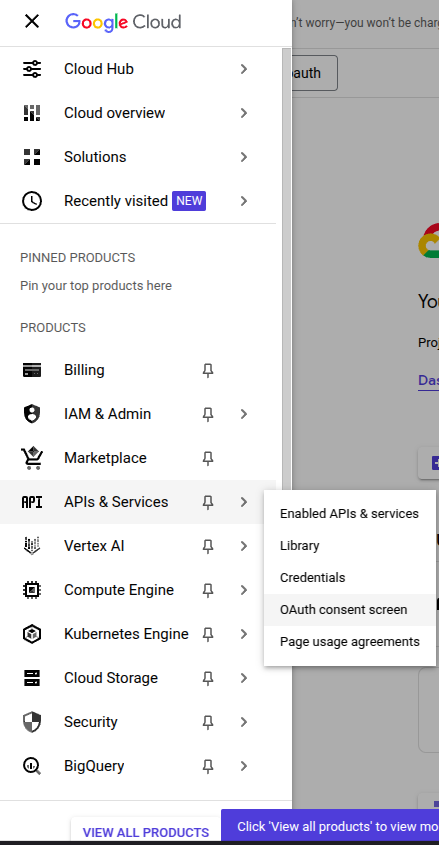 Google Cloud
't worry—you won't be char
oauth
Cloud Hub
Cloud overview
Solutions
Recently visited NEW
PINNED PRODUCTS
Pin your top products here
PRODUCTS
Billing
IAM & Admin
Marketplace
API APIs & Services
Vertex AI
Compute Engine
Kubernetes Engine
Cloud Storage
Security
BigQuery
Enabled APIs & services
Library
Credentials
OAuth consent screen
Page usage agreements
You
Proj
Das
VIEW ALL PRODUCTS
Click 'View all products' to view mo